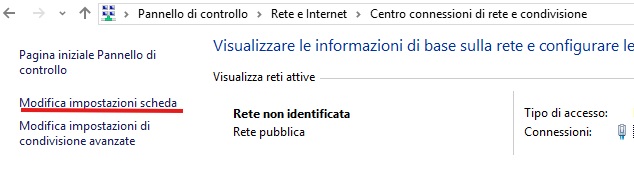 Pannello di controllo > Rete e Internet > Centro connessioni di rete e condivisione
Pagina iniziale Pannello di
controllo
Modifica impostazioni scheda
Modifica impostazioni di
condivisione avanzate
Visualizzare le informazioni di base sulla rete e configurare le
Visualizza reti attive
Rete non identificata
Rete pubblica
Tipo di accesso:
Connessioni: